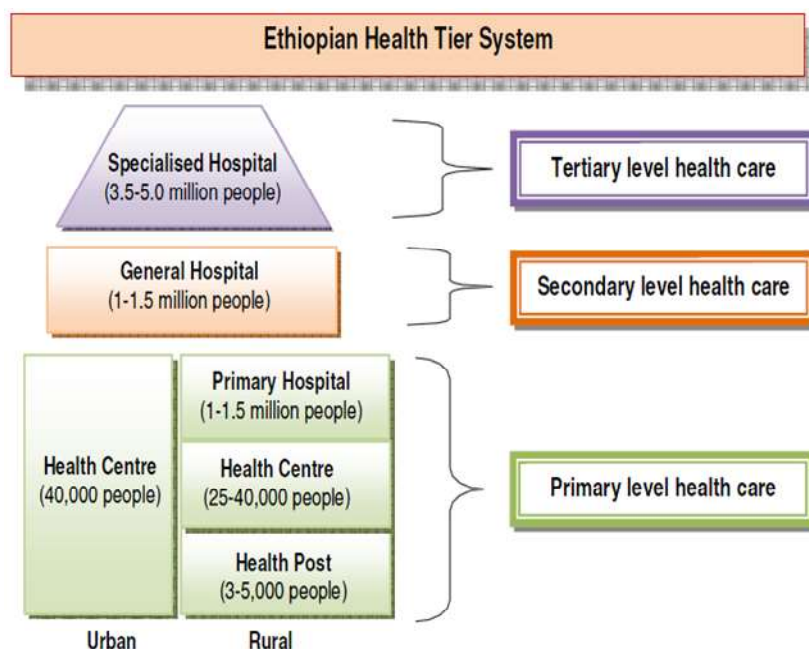 Ethiopian Health Tier System
Specialised Hospital
(3.5-5.0 million people)
Tertiary level health care
General Hospital
(1-1.5 million people)
Secondary level health care
Health Centre
(40,000 people)
Primary Hospital
(1-1.5 million people)
Health Centre
(25-40,000 people)
Health Post
(3-5,000 people)
Primary level health care
Urban
Rural